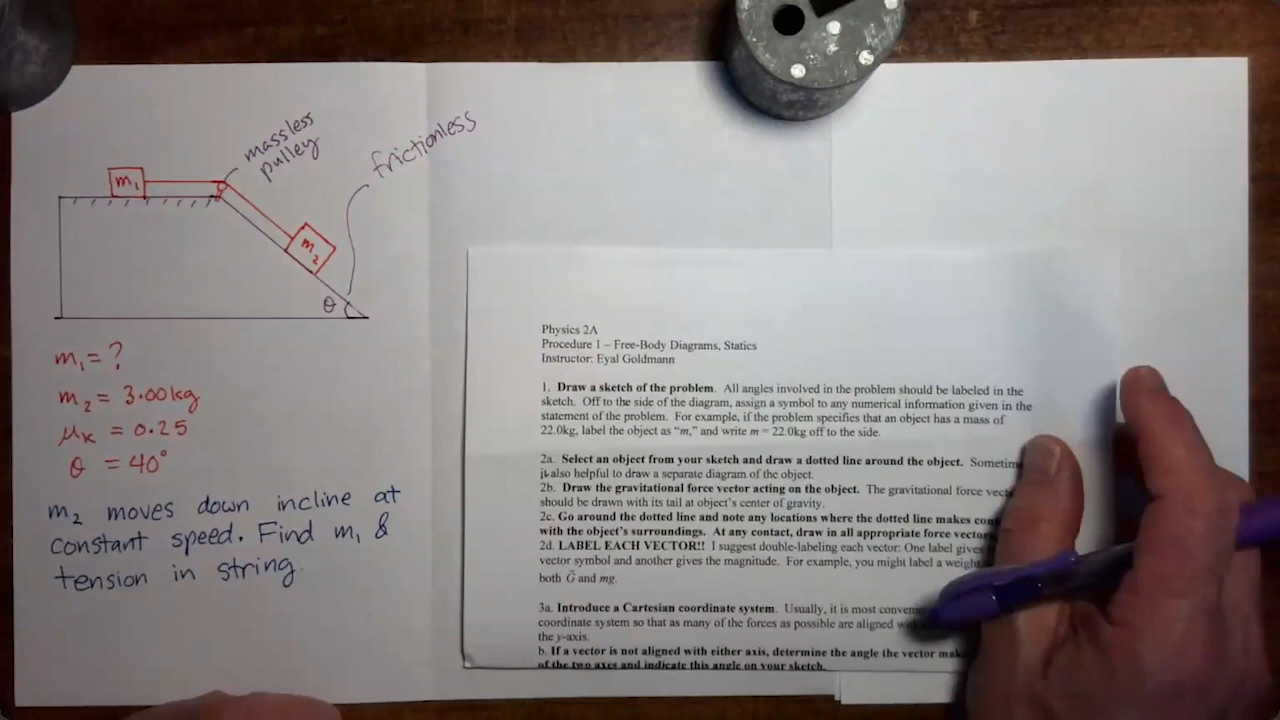 massless
pulley
frictionless
m₁
m₂
θ
m₁ = ?
m₂ = 3.00 kg
μₖ = 0.25
θ = 40°
m₂ moves down incline at
constant speed. Find m₁ &
tension in string.
Physics 2A
Procedure 1 – Free-Body Diagrams, Statics
Instructor: Eyal Goldmann
1. Draw a sketch of the problem. All angles involved in the problem should be labeled in the
sketch. Off to the side of the diagram, assign a symbol to any numerical information given in the
statement of the problem. For example, if the problem specifies that an object has a mass of
22.0kg, label the object as “m,” and write m = 22.0kg off to the side.
2a. Select an object from your sketch and draw a dotted line around the object. Sometim
also helpful to draw a separate diagram of the object.
2b. Draw the gravitational force vector acting on the object. The gravitational force vect
should be drawn with its tail at object’s center of gravity.
2c. Go around the dotted line and note any locations where the dotted line makes con
with the object’s surroundings. At any contact, draw in all appropriate force vectors
2d. LABEL EACH VECTOR!! I suggest double-labeling each vector. One label gives
vector symbol and another gives the magnitude. For example, you might label a weight
both G⃗ and mg.
3a. Introduce a Cartesian coordinate system. Usually, it is most conveni
coordinate system so that as many of the forces as possible are aligned with
the y-axis.
b. If a vector is not aligned with either axis, determine the angle the vector mak
of the two axes and indicate this angle on your sketch.